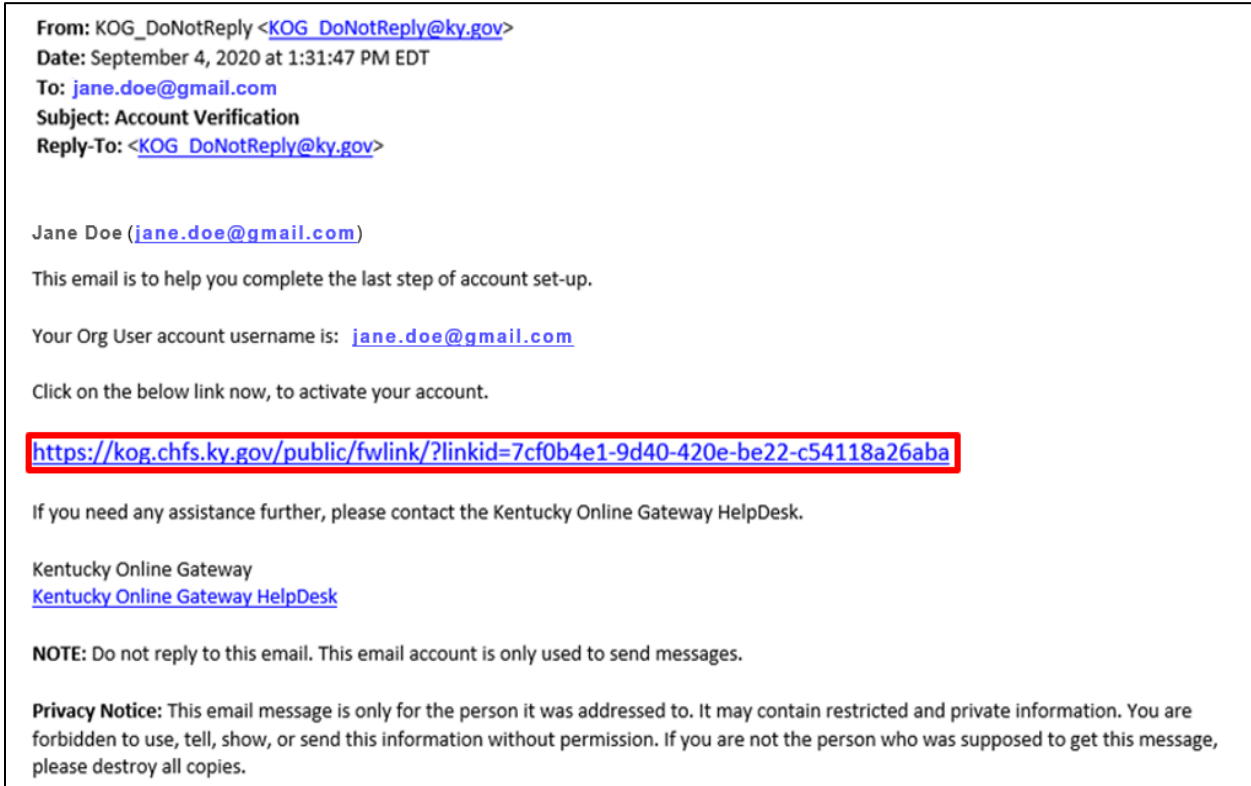 From: KOG_DoNotReply <KOG_DoNotReply@ky.gov>
Date: September 4, 2020 at 1:31:47 PM EDT
To: jane.doe@gmail.com
Subject: Account Verification
Reply-To: <KOG_DoNotReply@ky.gov>
Jane Doe (jane.doe@gmail.com)
This email is to help you complete the last step of account set-up.
Your Org User account username is: jane.doe@gmail.com
Click on the below link now, to activate your account.
https://kog.chfs.ky.gov/public/fwlink/?linkid=7cf0b4e1-9d40-420e-be22-c54118a26aba
If you need any assistance further, please contact the Kentucky Online Gateway HelpDesk.
Kentucky Online Gateway
Kentucky Online Gateway HelpDesk
NOTE: Do not reply to this email. This email account is only used to send messages.
Privacy Notice: This email message is only for the person it was addressed to. It may contain restricted and private information. You are
forbidden to use, tell, show, or send this information without permission. If you are not the person who was supposed to get this message,
please destroy all copies.